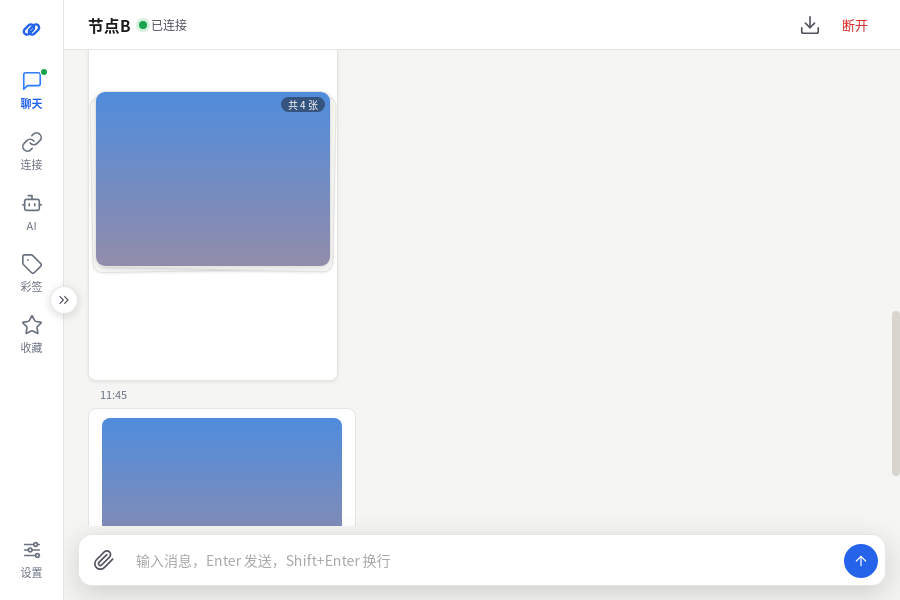 节点B 已连接
断开
聊天
连接
AI
彩签
收藏
设置
共 4 张
11:45
输入消息，Enter 发送，Shift+Enter 换行